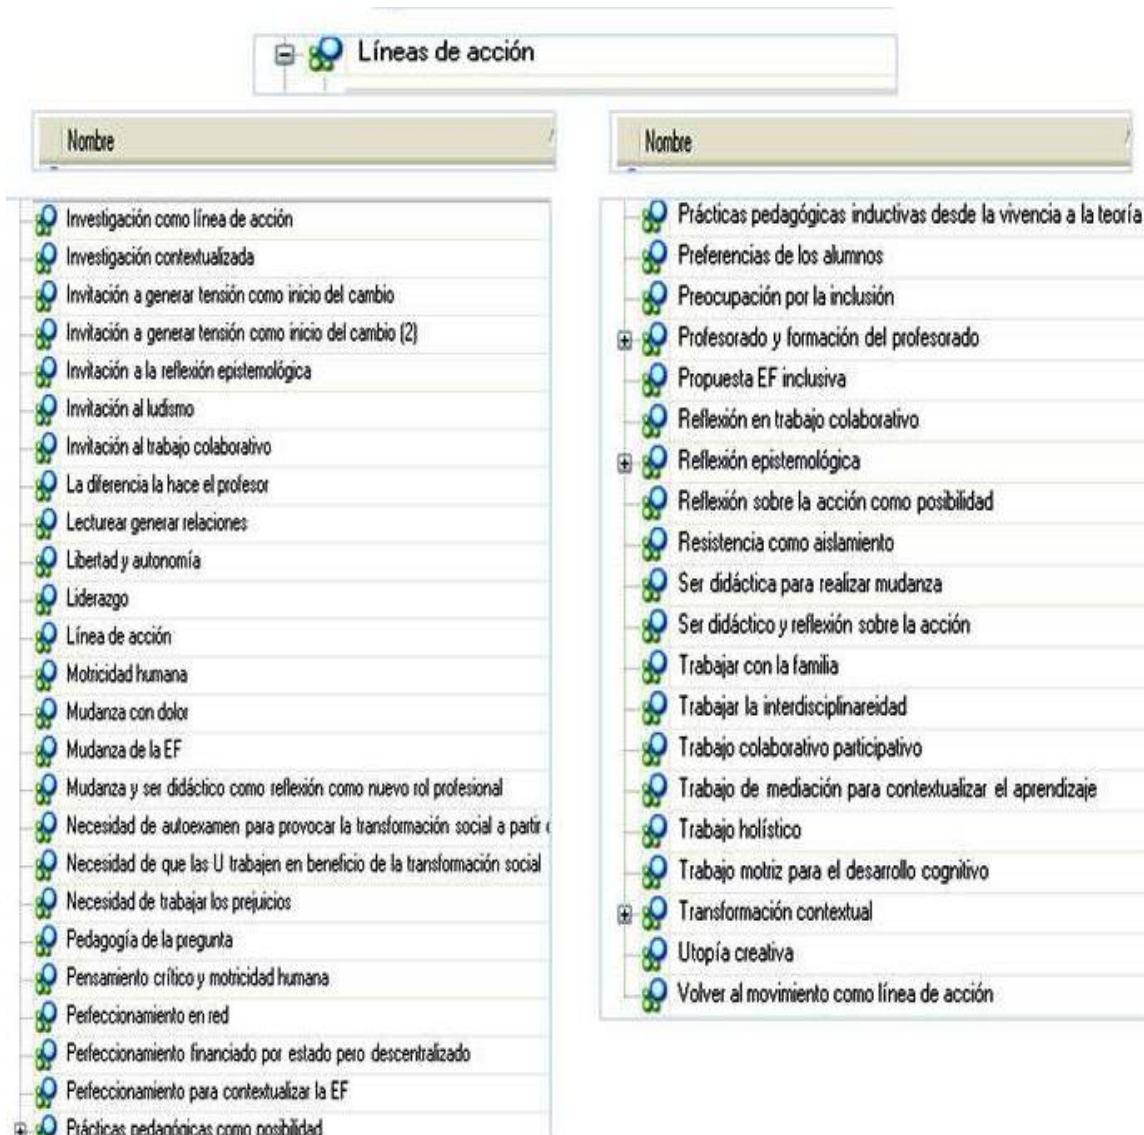 Líneas de acción
Nombre
Investigación como línea de acción
Investigación contextualizada
Invitación a generar tensión como inicio del cambio
Invitación a generar tensión como inicio del cambio (2)
Invitación a la reflexión epistemológica
Invitación al ludismo
Invitación al trabajo colaborativo
La diferencia la hace el profesor
Lecturear generar relaciones
Libertad y autonomía
Liderazgo
Línea de acción
Motricidad humana
Mudanza con dolor
Mudanza de la EF
Mudanza y ser didáctico como reflexión como nuevo rol profesional
Necesidad de autoexamen para provocar la transformación social a partir
Necesidad de que las U trabajen en beneficio de la transformación social
Necesidad de trabajar los prejuicios
Pedagogía de la pregunta
Pensamiento crítico y motricidad humana
Perfeccionamiento en red
Perfeccionamiento financiado por estado pero descentralizado
Perfeccionamiento para contextualizar la EF
Prácticas pedagógicas como posibilidad
Nombre
Prácticas pedagógicas inductivas desde la vivencia a la teoría
Preferencias de los alumnos
Preocupación por la inclusión
Profesorado y formación del profesorado
Propuesta EF inclusiva
Reflexión en trabajo colaborativo
Reflexión epistemológica
Reflexión sobre la acción como posibilidad
Resistencia como aislamiento
Ser didáctica para realizar mudanza
Ser didáctico y reflexión sobre la acción
Trabajar con la familia
Trabajar la interdisciplinareidad
Trabajo colaborativo participativo
Trabajo de mediación para contextualizar el aprendizaje
Trabajo holístico
Trabajo motriz para el desarrollo cognitivo
Transformación contextual
Utopía creativa
Volver al movimiento como línea de acción